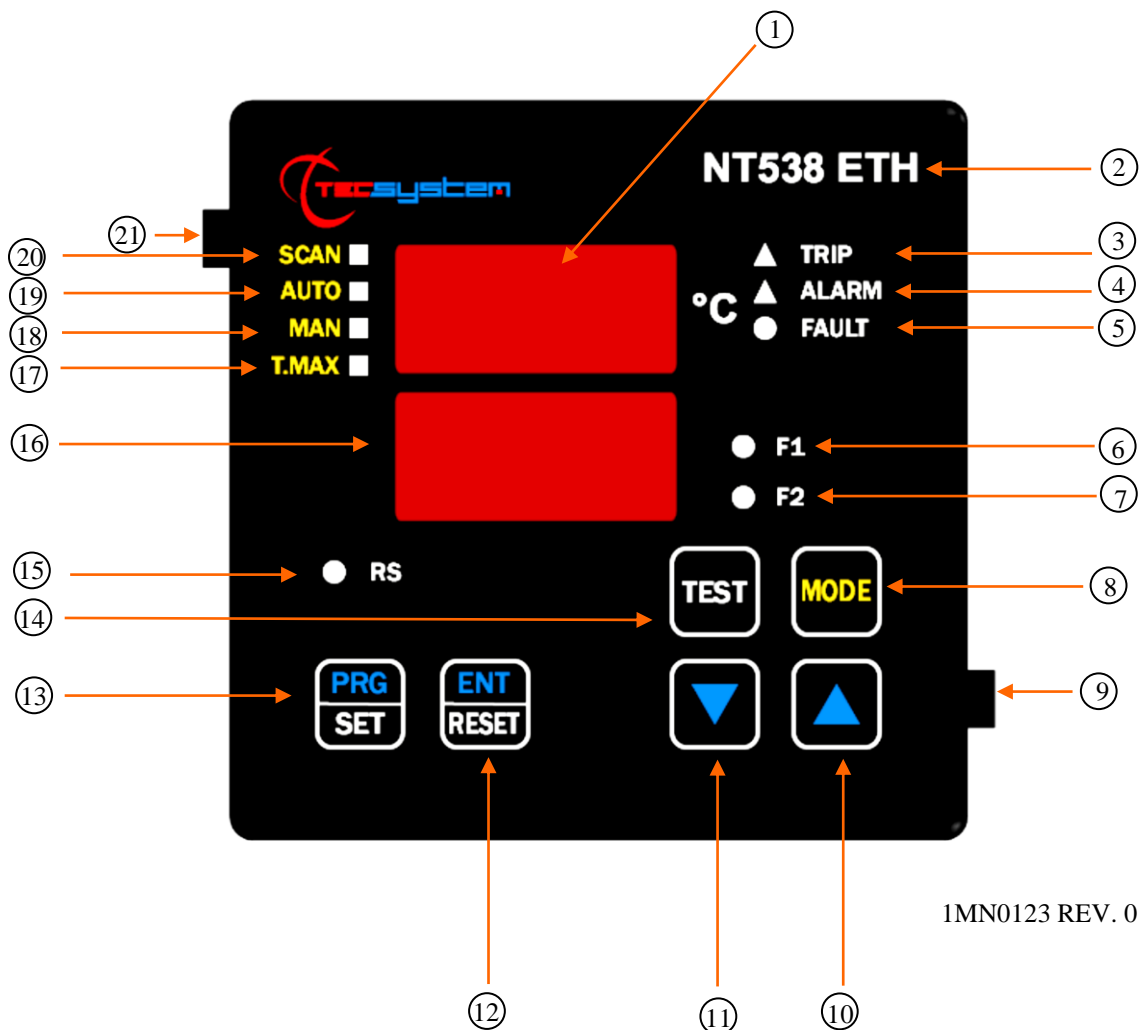 ①
NT538 ETH ②
TECSYSTEM
㉑
⑳ SCAN
⑲ AUTO
⑱ MAN
⑰ T.MAX
°C
TRIP ③
ALARM ④
FAULT ⑤
⑯
F1 ⑥
F2 ⑦
⑮ RS
⑭ TEST
MODE ⑧
⑬ PRG
SET
ENT
RESET
⑨
1MN0123 REV. 0
⑫
⑪
⑩